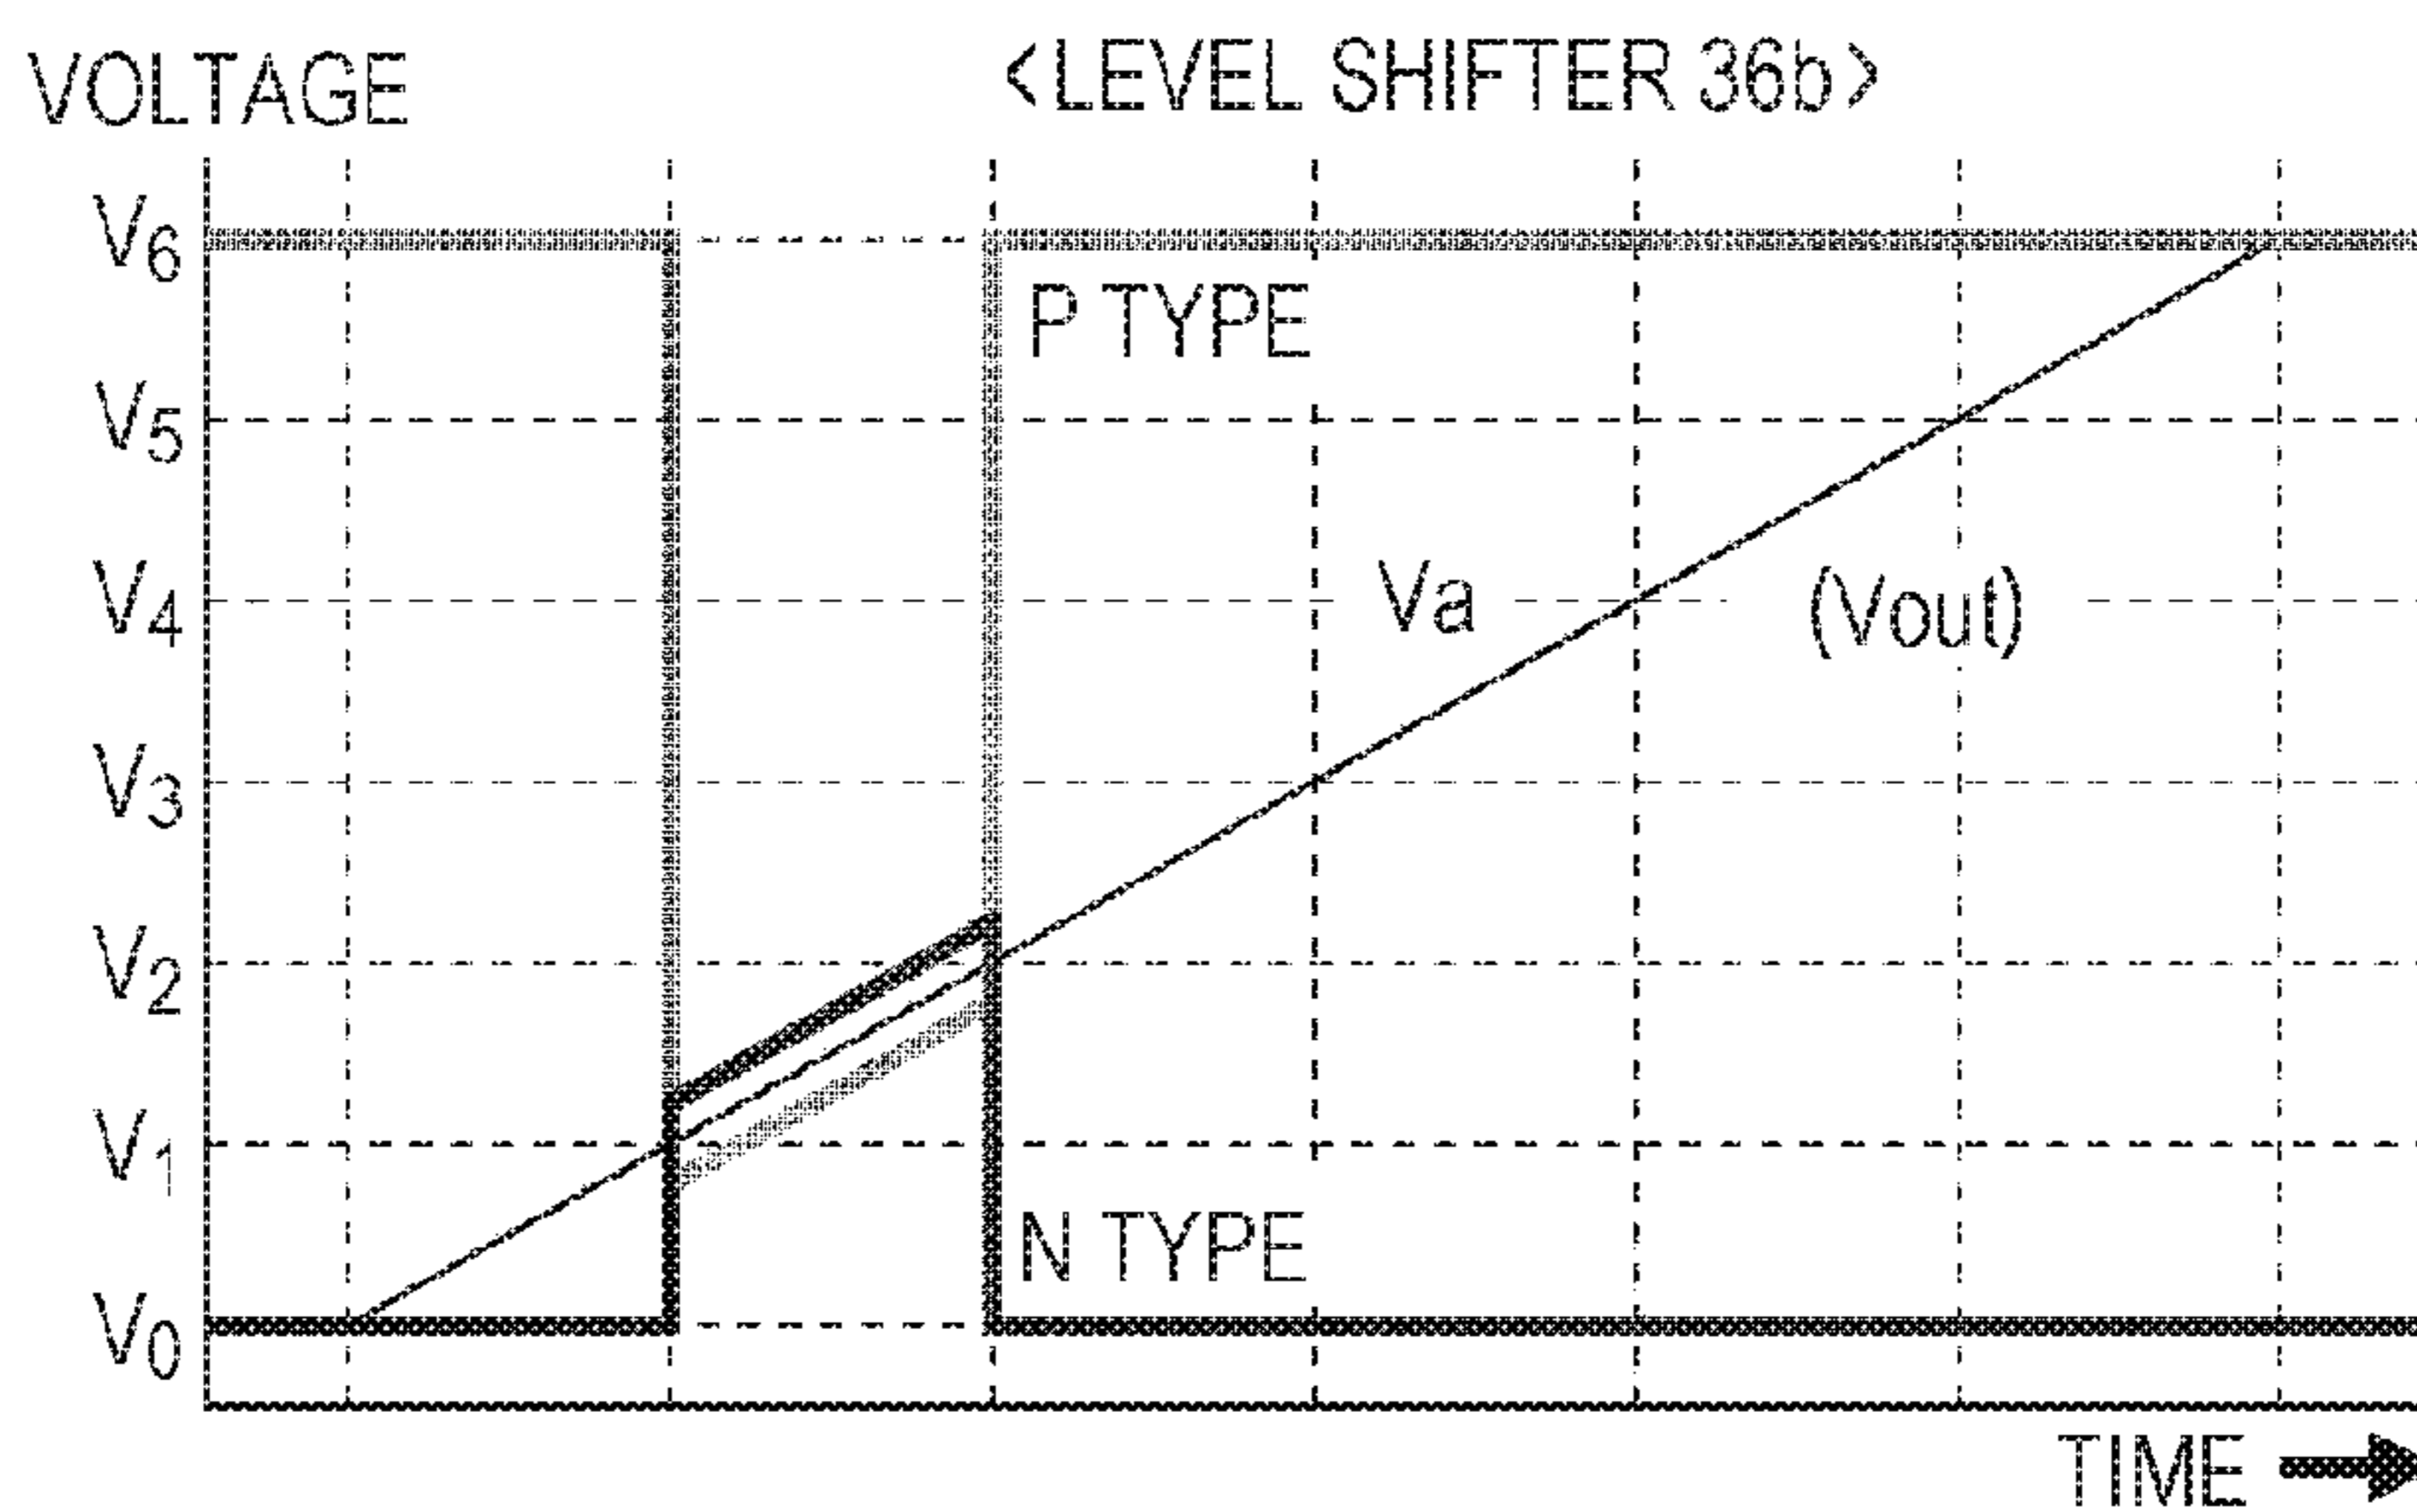 VOLTAGE
<LEVEL SHIFTER 36b>
V6
P TYPE
V5
V4
Va
(Vout)
V3
V2
V1
N TYPE
V0
TIME